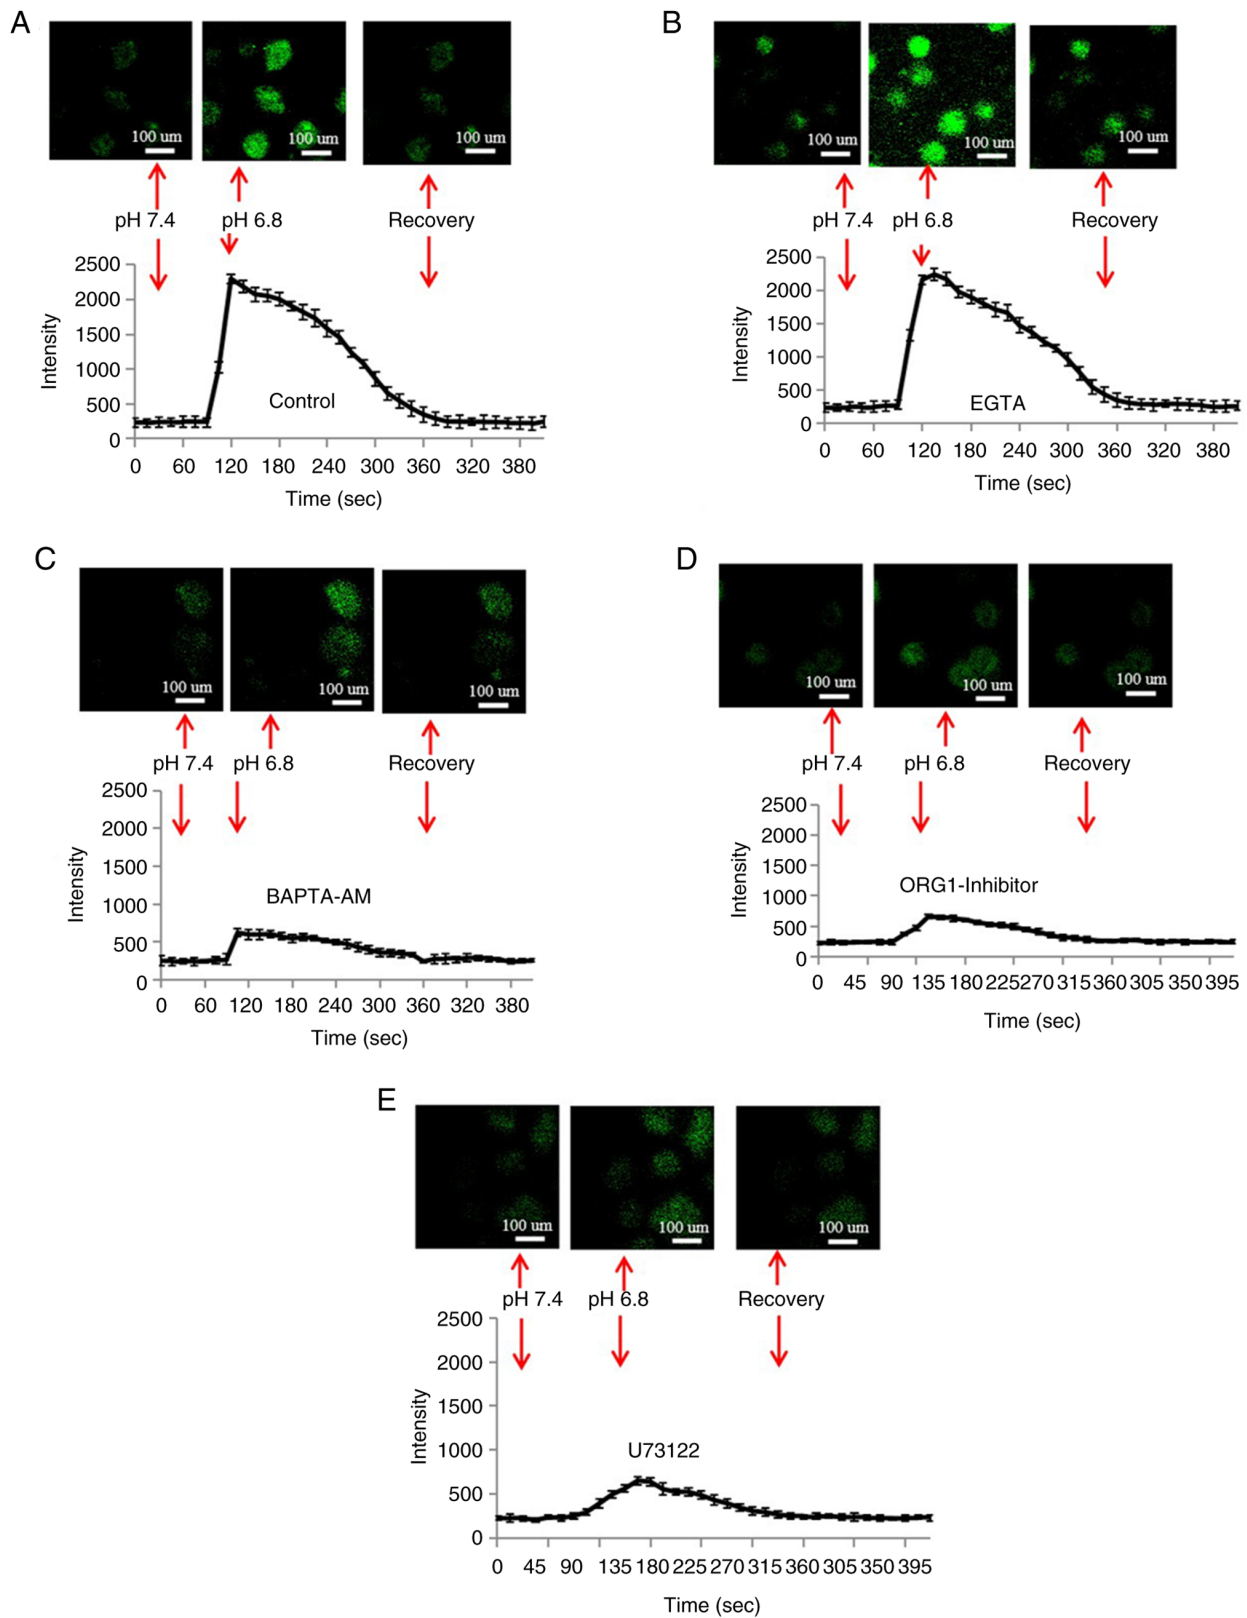 A
B
100 um 100 um 100 um
100 um 100 um 100 um
pH 7.4 pH 6.8 Recovery
pH 7.4 pH 6.8 Recovery
2500
2000
1500
1000
500
0
Intensity
Control
0 60 120 180 240 300 360 320 380
Time (sec)
2500
2000
1500
1000
500
0
Intensity
EGTA
0 60 120 180 240 300 360 320 380
Time (sec)
C
D
100 um 100 um 100 um
100 um 100 um 100 um
pH 7.4 pH 6.8 Recovery
pH 7.4 pH 6.8 Recovery
2500
2000
1500
1000
500
0
Intensity
BAPTA-AM
0 60 120 180 240 300 360 320 380
Time (sec)
2500
2000
1500
1000
500
0
Intensity
ORG1-Inhibitor
0 45 90 135 180 225 270 315 360 305 350 395
Time (sec)
E
100 um 100 um 100 um
pH 7.4 pH 6.8 Recovery
2500
2000
1500
1000
500
0
Intensity
U73122
0 45 90 135 180 225 270 315 360 305 350 395
Time (sec)